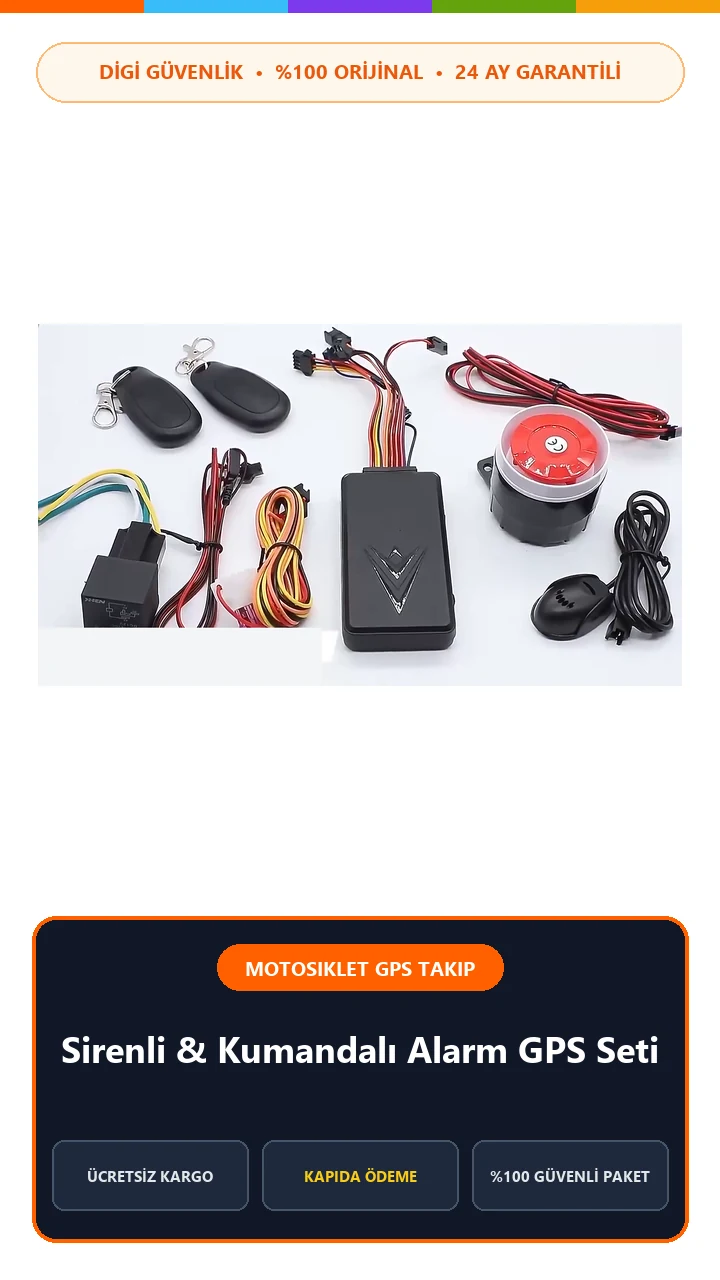 DİGİ GÜVENLİK • %100 ORİJİNAL • 24 AY GARANTİLİ
MOTOSIKLET GPS TAKIP
Sirenli & Kumandalı Alarm GPS Seti
ÜCRETSİZ KARGO
KAPIDA ÖDEME
%100 GÜVENLİ PAKET